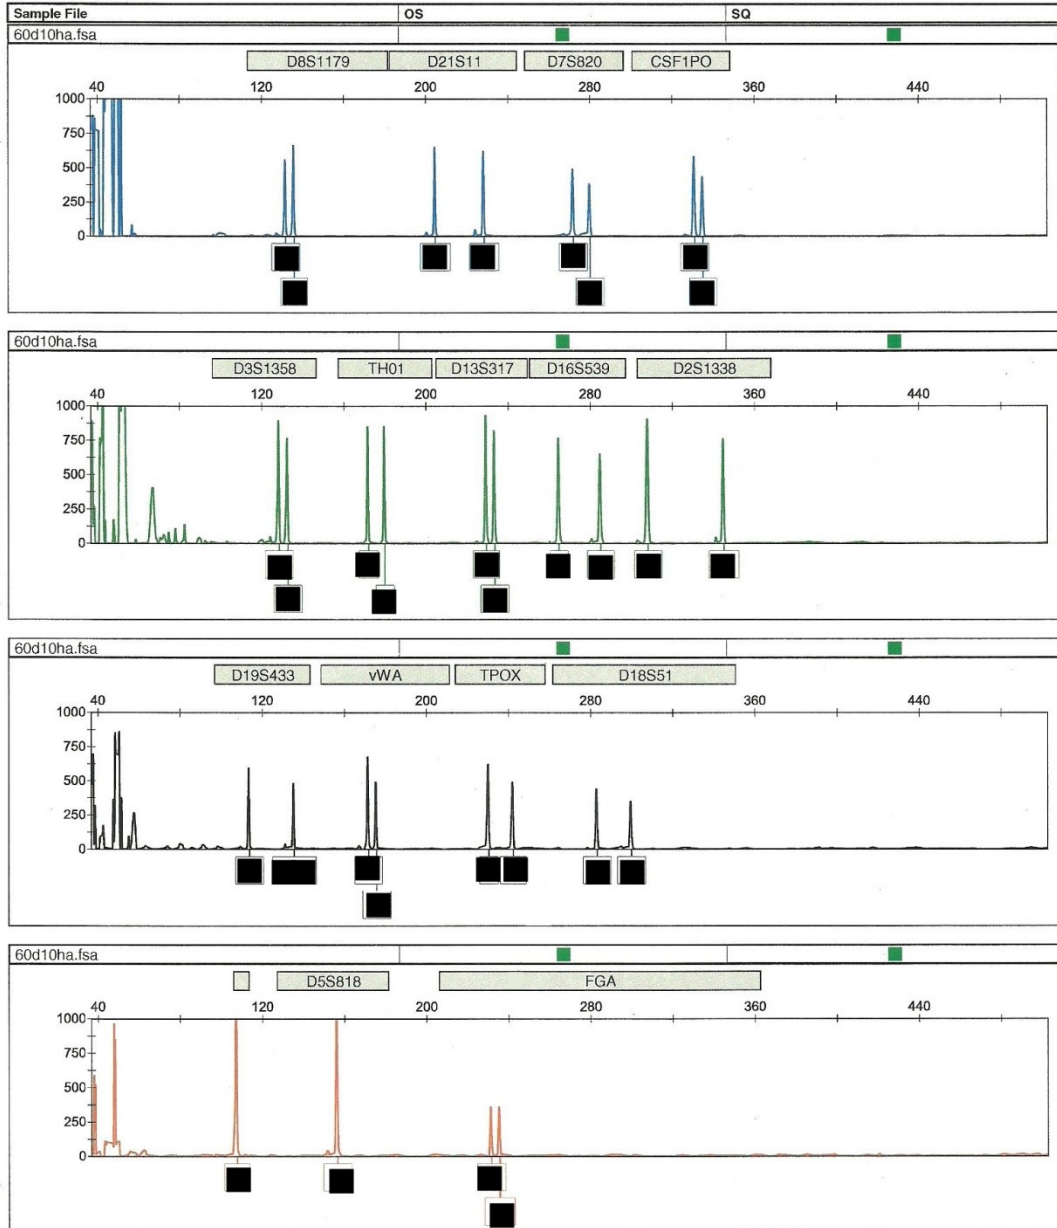 Sample File OS SQ
60d10ha.fsa
D8S1179 D21S11 D7S820 CSF1PO
40 120 200 280 360 440
1000
750
500
250
0
60d10ha.fsa
D3S1358 TH01 D13S317 D16S539 D2S1338
40 120 200 280 360 440
1000
750
500
250
0
60d10ha.fsa
D19S433 vWA TPOX D18S51
40 120 200 280 360 440
1000
750
500
250
0
60d10ha.fsa
D5S818 FGA
40 120 200 280 360 440
1000
750
500
250
0